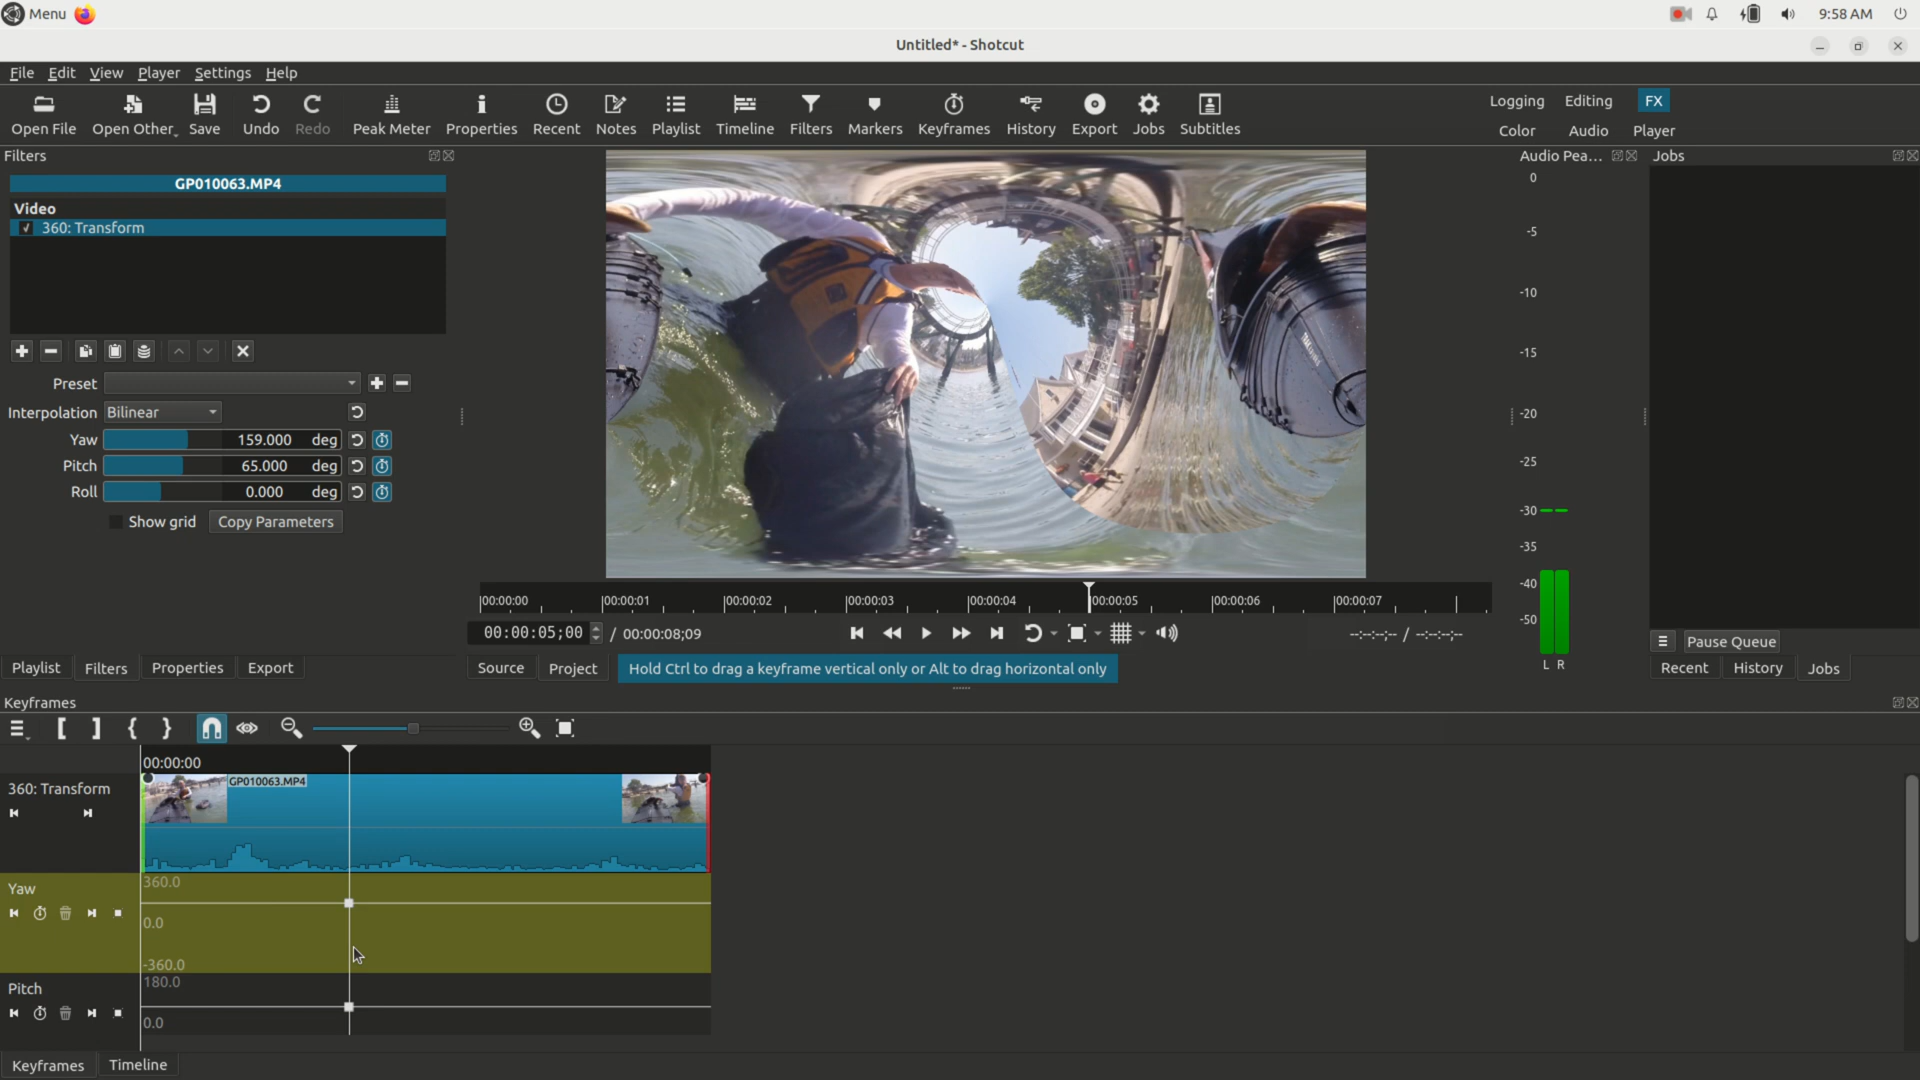 Menu
9:58 AM
Untitled* - Shotcut
File Edit View Player Settings Help
Open File Open Other Save Undo Redo Peak Meter Properties Recent Notes Playlist Timeline Filters Markers Keyframes History Export Jobs Subtitles
Logging Editing FX
Color Audio Player
Filters
GP010063.MP4
Video
360: Transform
Preset
Interpolation Bilinear
Yaw 159.000 deg
Pitch 65.000 deg
Roll 0.000 deg
Show grid Copy Parameters
Playlist Filters Properties Export
|00:00:00 |00:00:01 |00:00:02 |00:00:03 |00:00:04 |00:00:05 |00:00:06 |00:00:07
00:00:05;00 / 00:00:08;09
--:--:--;-- / --:--:--;--
Source Project Hold Ctrl to drag a keyframe vertical only or Alt to drag horizontal only
Audio Pea...
0
-5
-10
-15
-20
-25
-30
-35
-40
-50
L R
Jobs
Pause Queue
Recent History Jobs
Keyframes
00:00:00
360: Transform
GP010063.MP4
Yaw
360.0
0.0
-360.0
Pitch
180.0
0.0
Keyframes Timeline